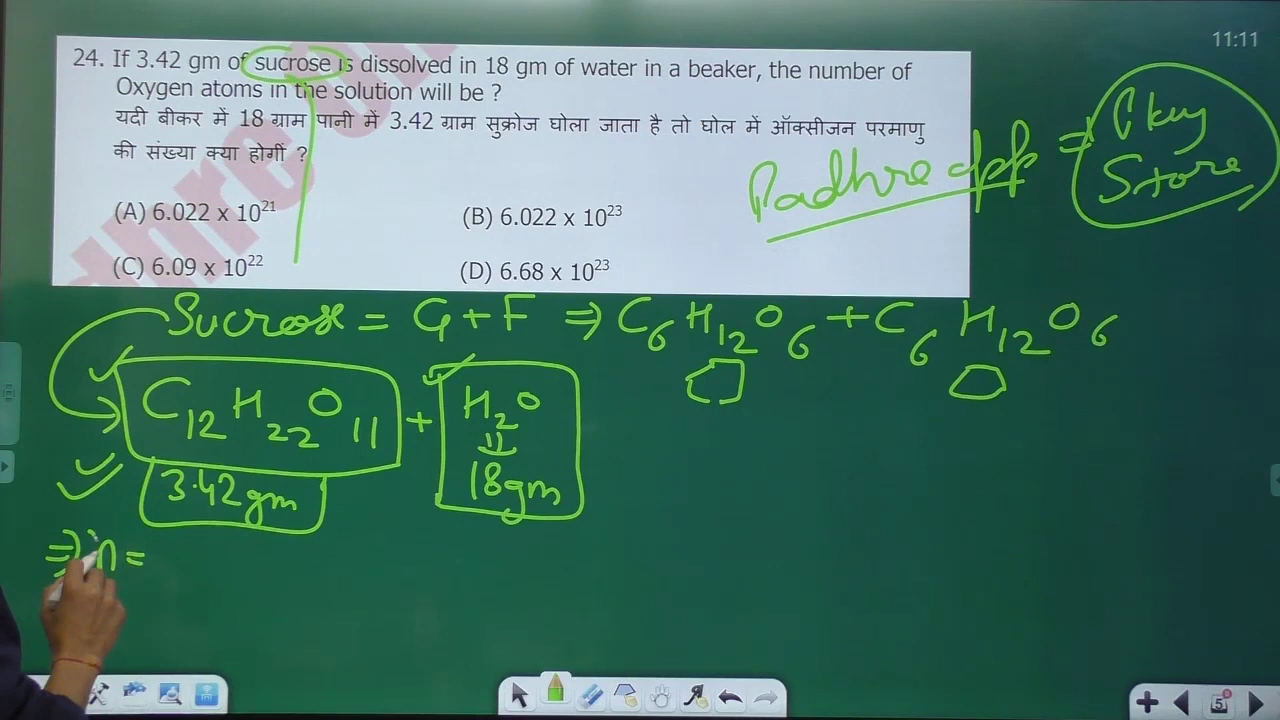 11:11
24. If 3.42 gm of sucrose is dissolved in 18 gm of water in a beaker, the number of
Oxygen atoms in the solution will be ?
यदी बीकर में 18 ग्राम पानी में 3.42 ग्राम सुक्रोज घोला जाता है तो घोल में ऑक्सीजन परमाणु
की संख्या क्या होगीं ?
(A) 6.022 x 10²¹ (B) 6.022 x 10²³
(C) 6.09 x 10²² (D) 6.68 x 10²³
Padhre app ⇒
Store
Sucrose = G + F ⇒ C₆H₁₂O₆ + C₆H₁₂O₆
C₁₂H₂₂O₁₁ + H₂O
3.42 gm 18gm
⇒ n =